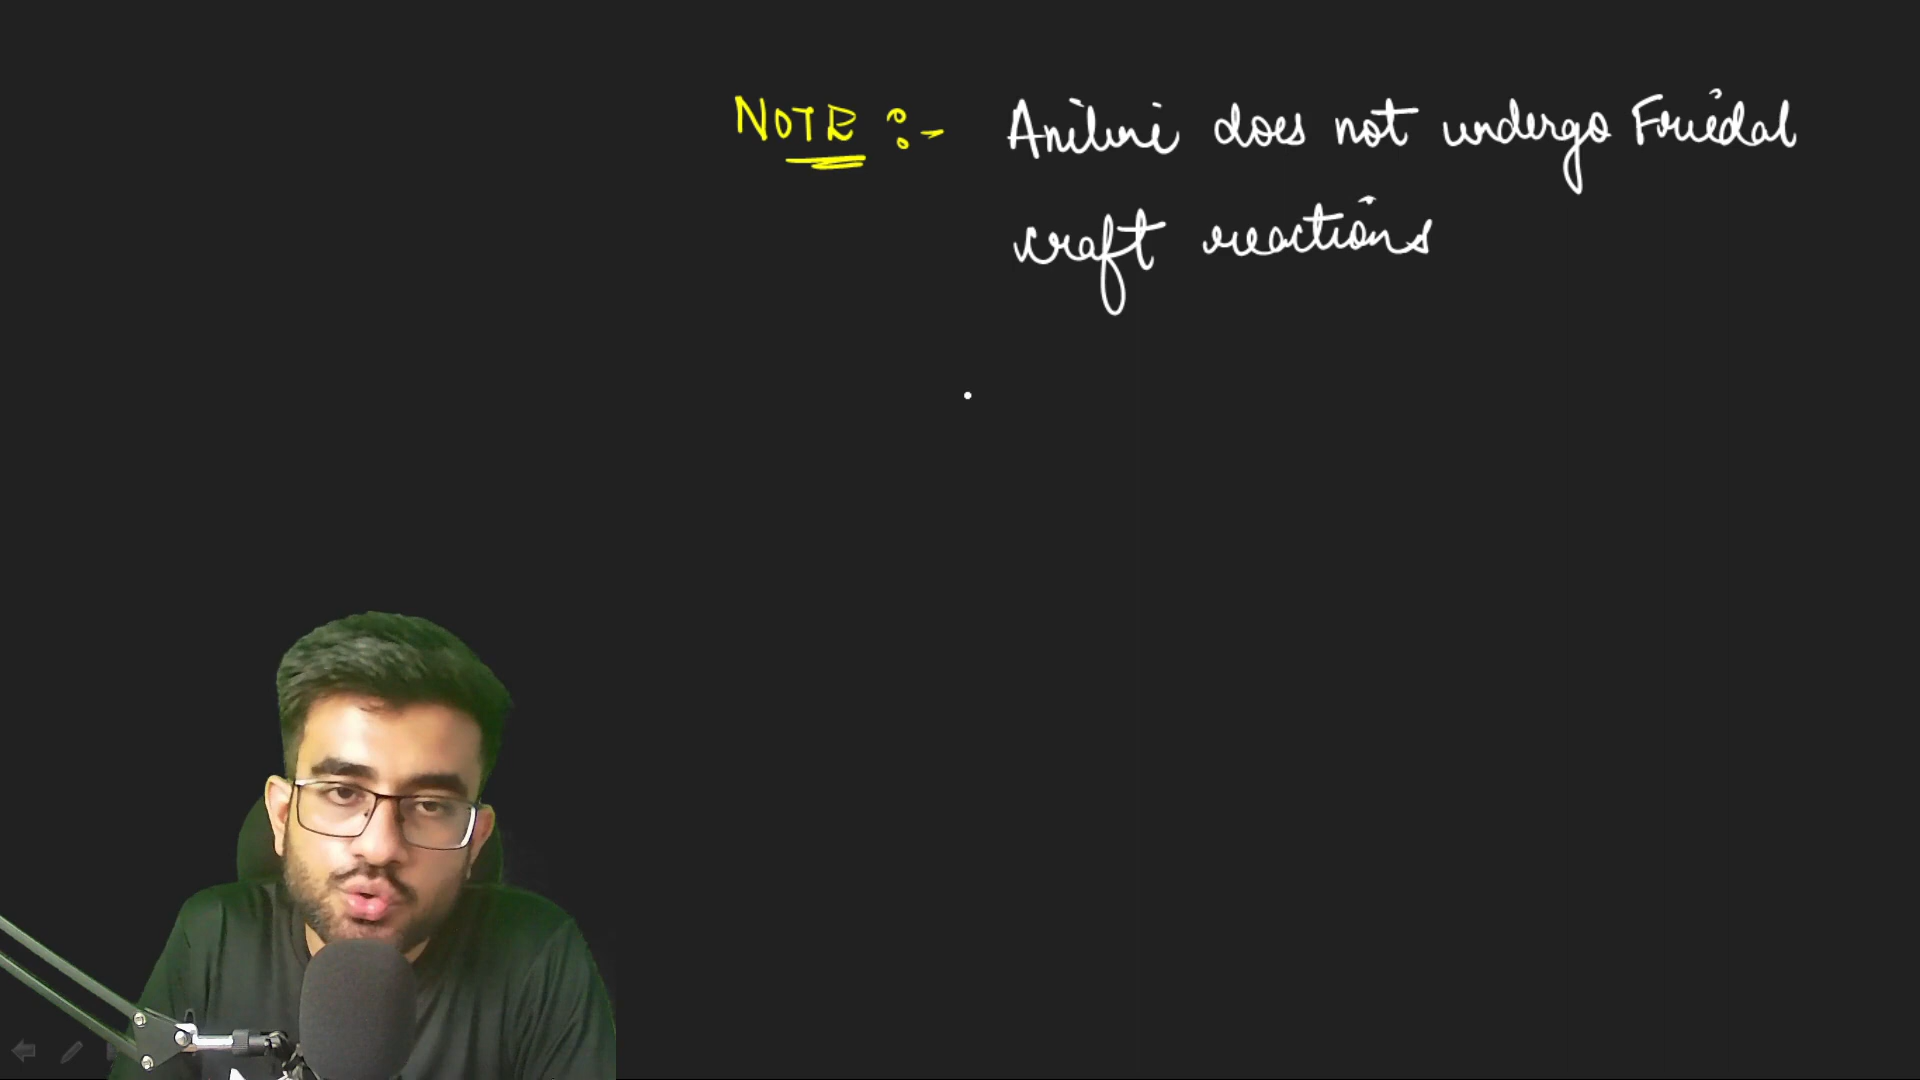 NOTE :- Aniline does not undergo Friedal
craft reactions